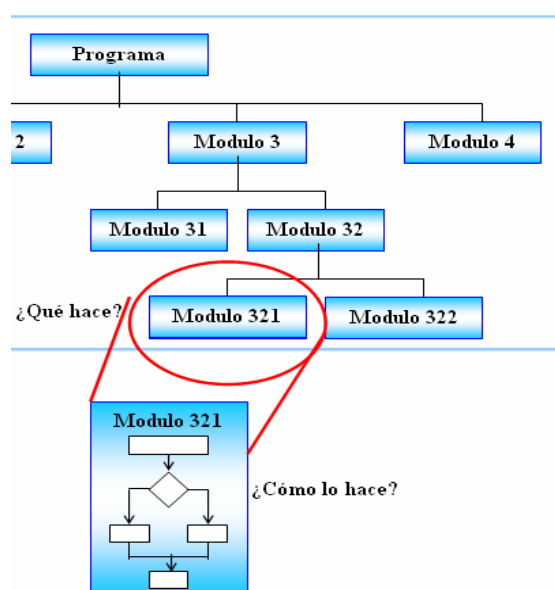 Programa
2
Modulo 3
Modulo 4
Modulo 31
Modulo 32
¿Qué hace?
Modulo 321
Modulo 322
Modulo 321
¿Cómo lo hace?